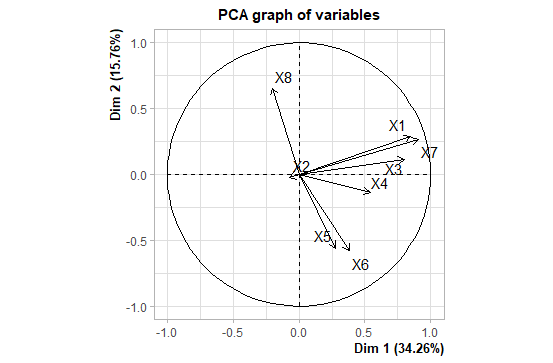 PCA graph of variables
Dim 2 (15.76%)
1.0
0.5
0.0
-0.5
-1.0
X8
X1
X7
X2
X3
X4
X5
X6
-1.0 -0.5 0.0 0.5 1.0
Dim 1 (34.26%)